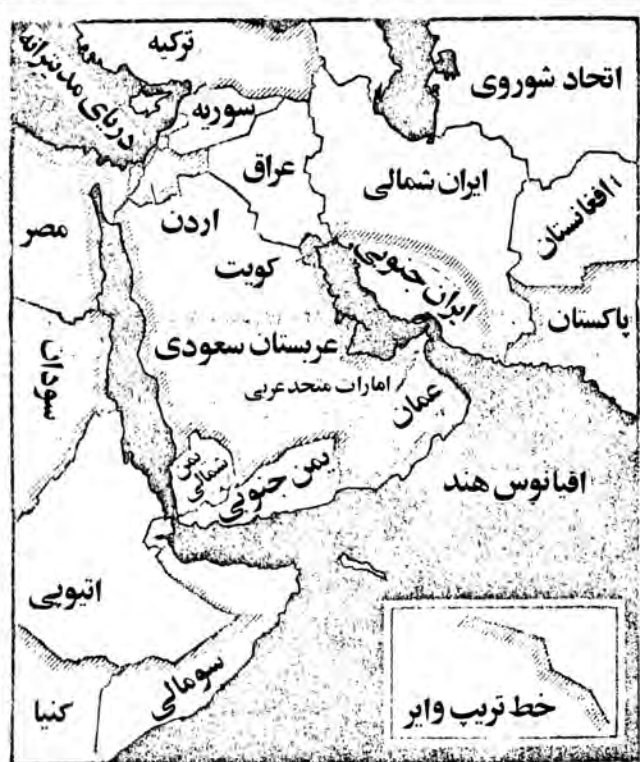 ترکیه
اتحاد شوروی
دریای مدیترانه
سوریه
عراق
ایران شمالی
افغانستان
اردن
مصر
کویت
ایران جنوبی
پاکستان
عربستان سعودی
سودان
امارات متحد عربی
عمان
یمن شمالی
یمن جنوبی
اقیانوس هند
اتیوپی
سومالی
کنیا
خط تریپ وایر